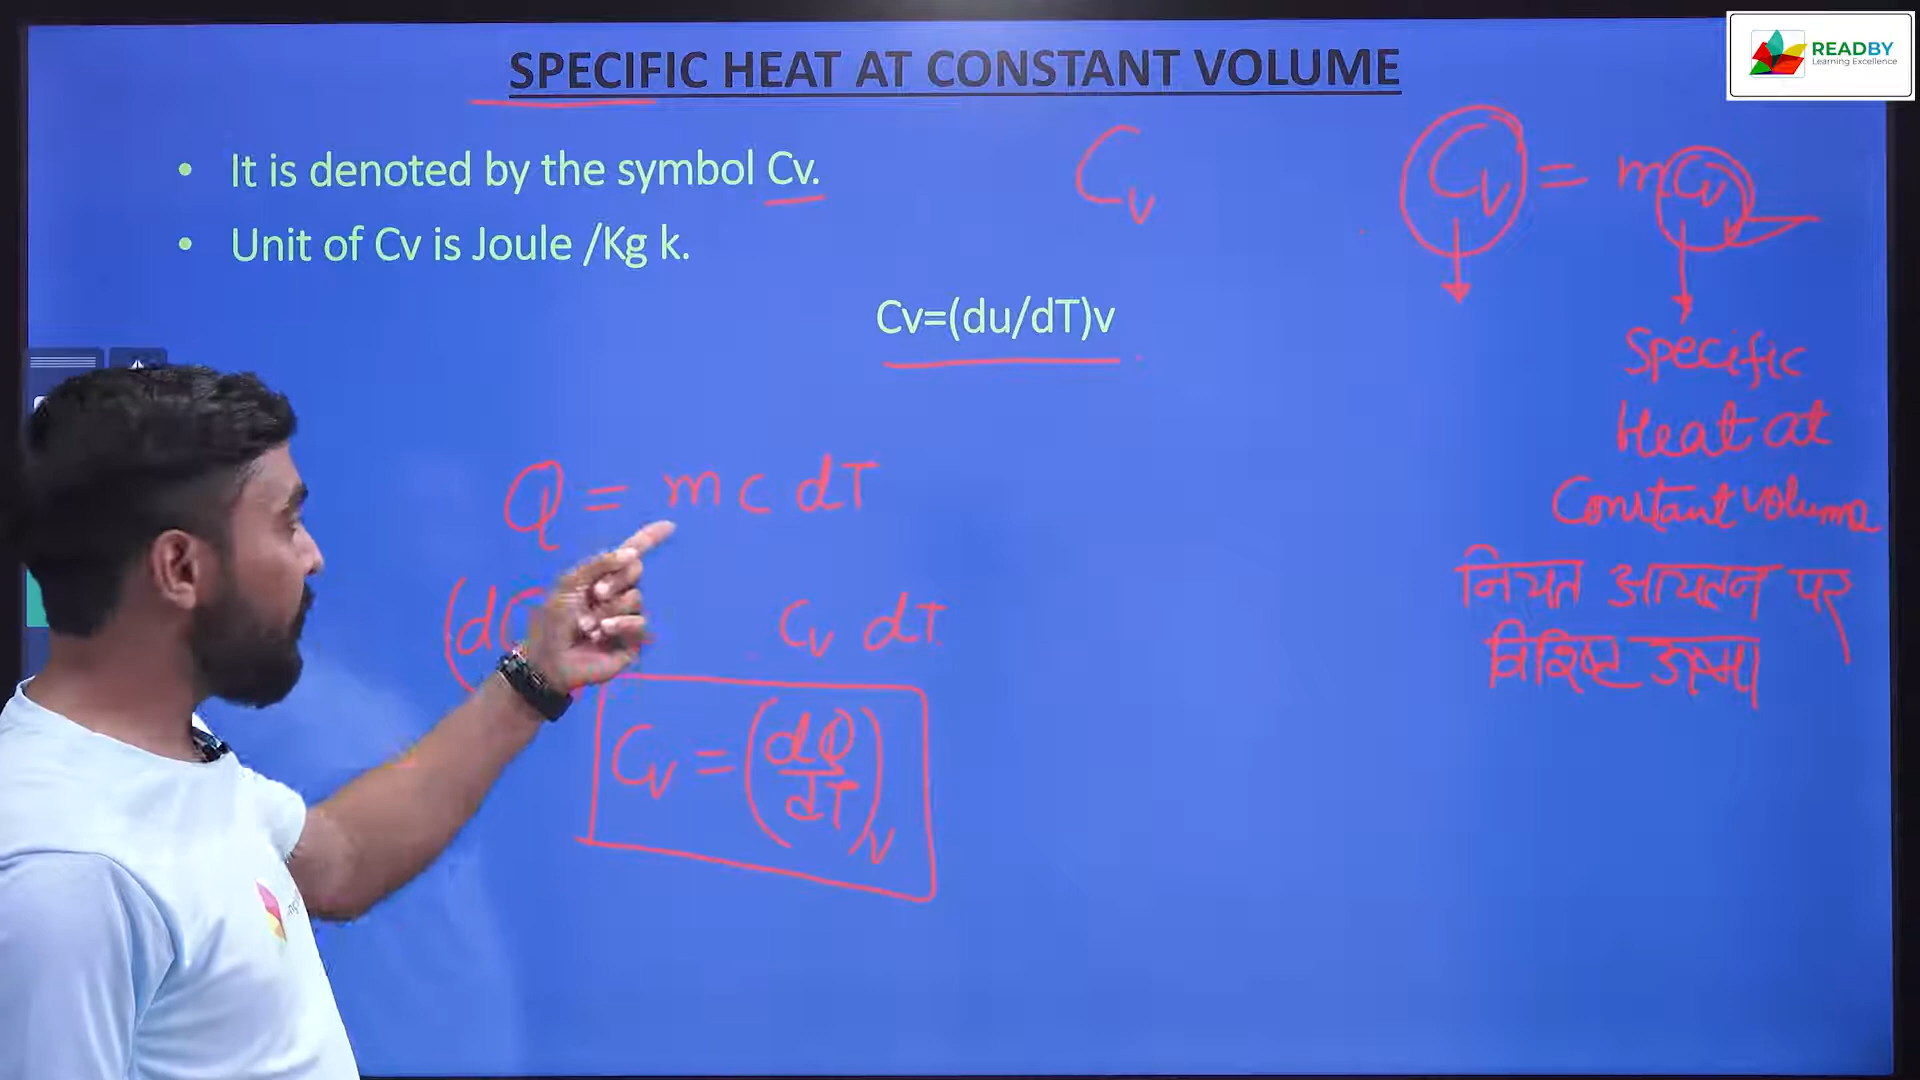 SPECIFIC HEAT AT CONSTANT VOLUME
READBY
Learning Excellence
• It is denoted by the symbol Cv.
Cv
Cv = mCv
• Unit of Cv is Joule /Kg k.
Cv=(du/dT)v
Specific
Heat at
Constant volume
Q = m c dT
नियत आयतन पर
विशिष्ट ऊष्मा
(d
Cv dT
Cv = (dQ/dT)v